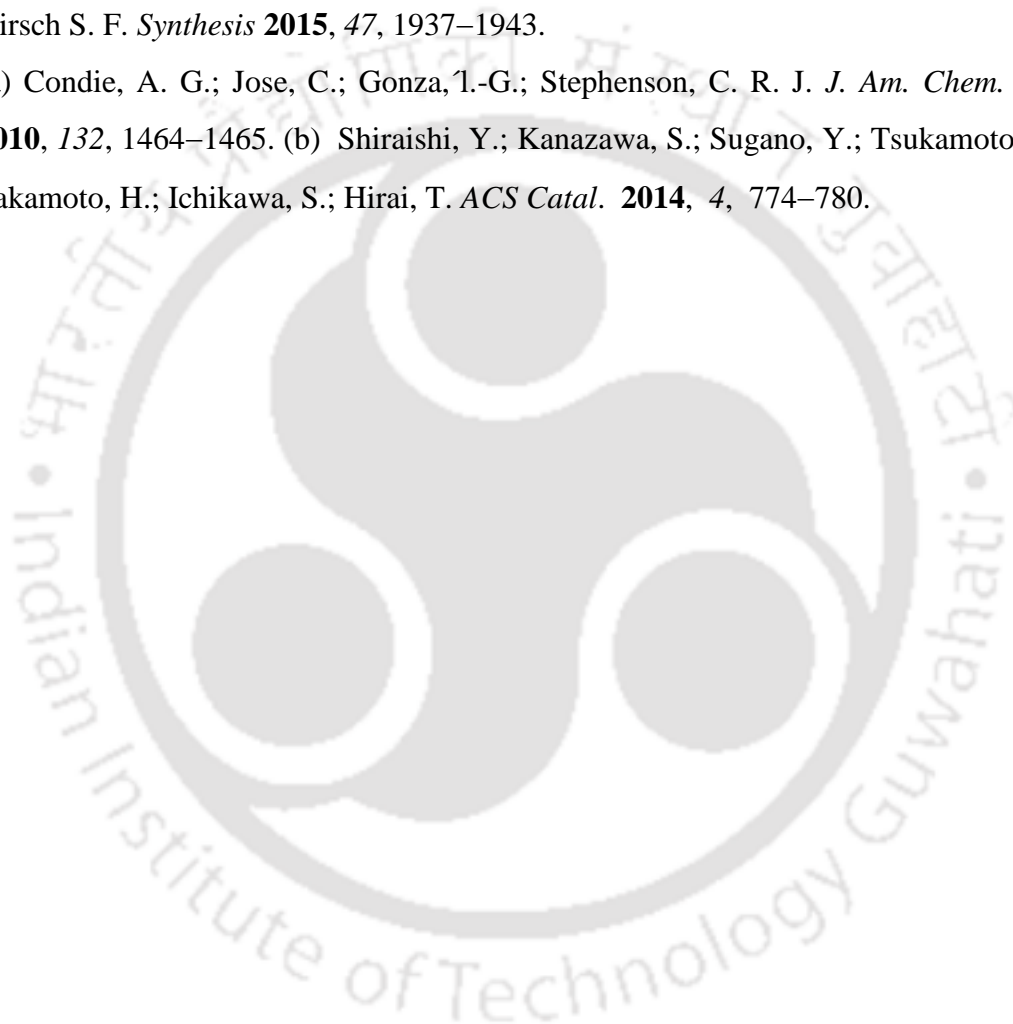 irsch S. F. Synthesis 2015, 47, 1937–1943.
) Condie, A. G.; Jose, C.; Gonza,´l.-G.; Stephenson, C. R. J. J. Am. Chem.
010, 132, 1464–1465. (b) Shiraishi, Y.; Kanazawa, S.; Sugano, Y.; Tsukamoto
akamoto, H.; Ichikawa, S.; Hirai, T. ACS Catal. 2014, 4, 774–780.
भारतीय प्रौद्योगिकी संस्थान गुवाहाटी
Indian Institute of Technology Guwahati